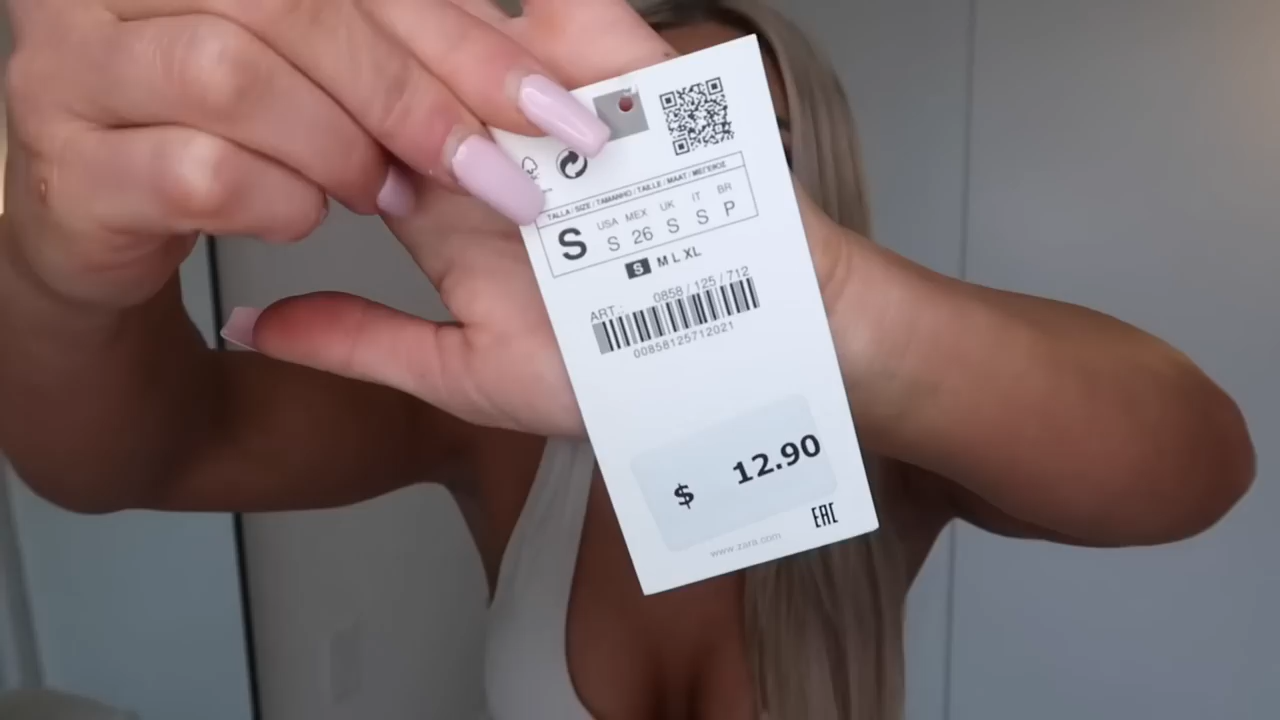 TALLA / SIZE / TAMANHO / TAILLE / MAAT / ΜΕΓΕΘΟΣ
S
USA MEX UK IT BR
S 26 S S P
S M L XL
ART.: 0858 / 125 / 712
00858125712021
$ 12.90
EAC
www.zara.com